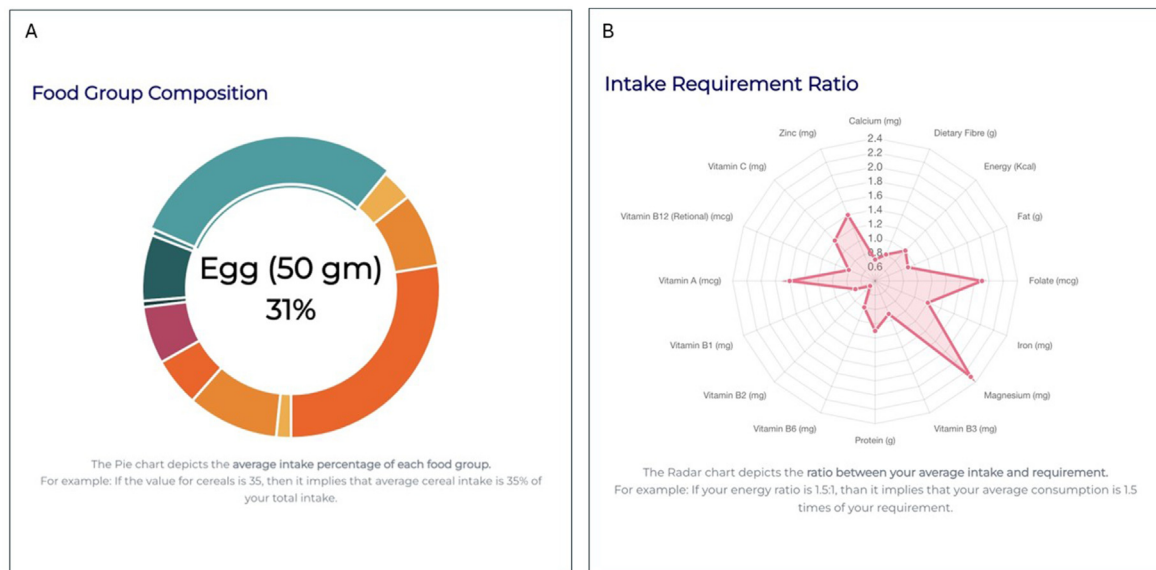 A
Food Group Composition
Egg (50 gm)
31%
The Pie chart depicts the average intake percentage of each food group.
For example: If the value for cereals is 35, then it implies that average cereal intake is 35% of
your total intake.
B
Intake Requirement Ratio
Calcium (mg)
Zinc (mg)
Dietary Fibre (g)
2.4
2.2
Vitamin C (mg)
2.0
Energy (Kcal)
1.8
1.6
Vitamin B12 (Retional) (mcg)
1.4
Fat (g)
1.2
1.0
0.8
0.6
Vitamin A (mcg)
Folate (mcg)
Vitamin B1 (mg)
Iron (mg)
Vitamin B2 (mg)
Magnesium (mg)
Vitamin B6 (mg)
Vitamin B3 (mg)
Protein (g)
The Radar chart depicts the ratio between your average intake and requirement.
For example: If your energy ratio is 1.5:1, than it implies that your average consumption is 1.5
times of your requirement.